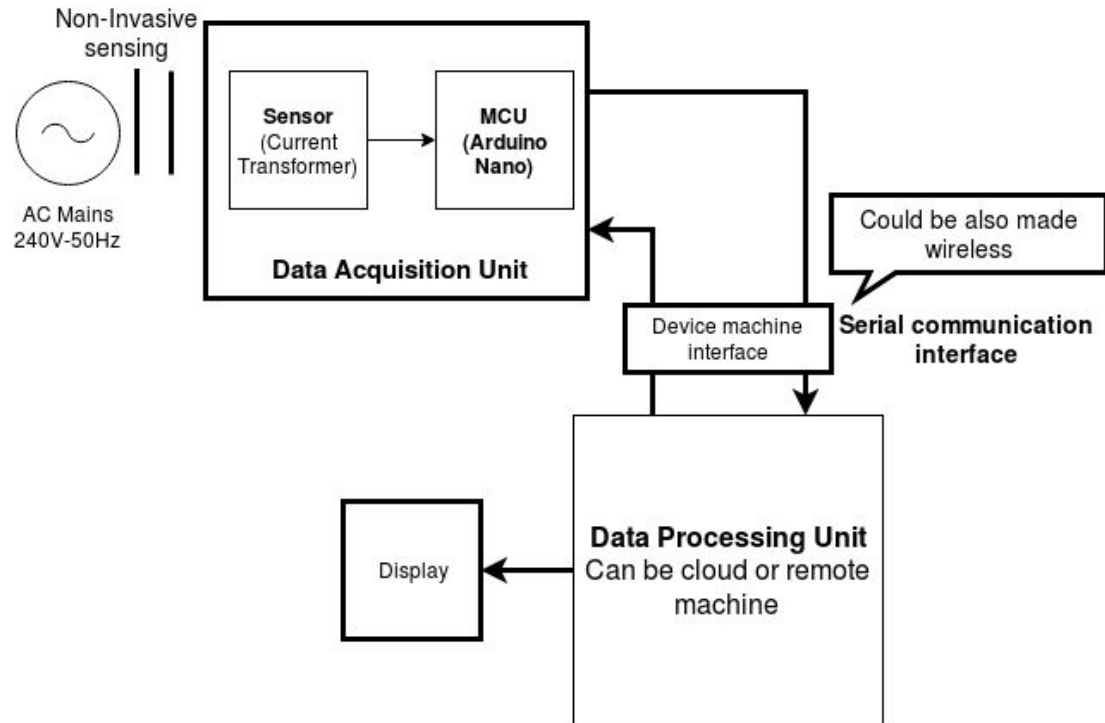 Non-Invasive
sensing
AC Mains
240V-50Hz
Sensor
(Current
Transformer)
MCU
(Arduino
Nano)
Data Acquisition Unit
Could be also made
wireless
Device machine
interface
Serial communication
interface
Data Processing Unit
Can be cloud or remote
machine
Display